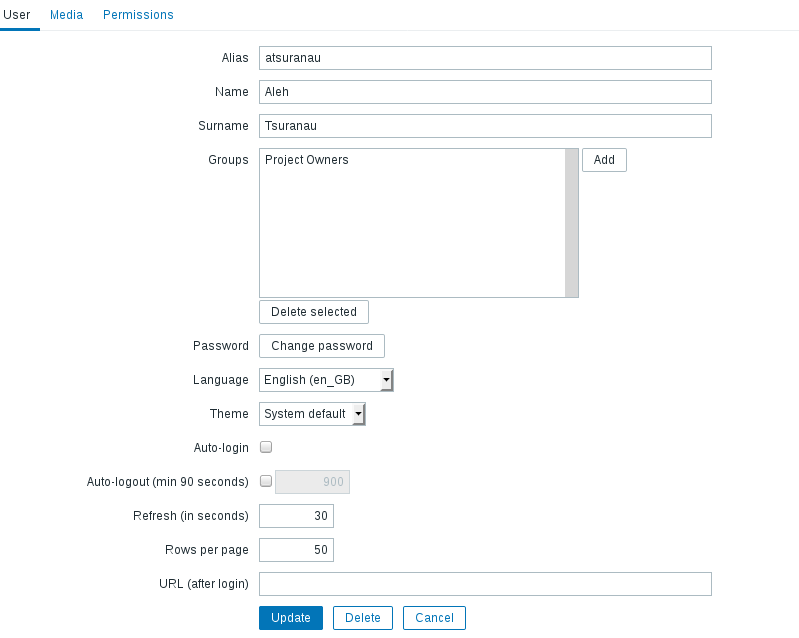 User Media Permissions
Alias atsuranau
Name Aleh
Surname Tsuranau
Groups Project Owners Add
Delete selected
Password Change password
Language English (en_GB)
Theme System default
Auto-login
Auto-logout (min 90 seconds) 900
Refresh (in seconds) 30
Rows per page 50
URL (after login)
Update Delete Cancel